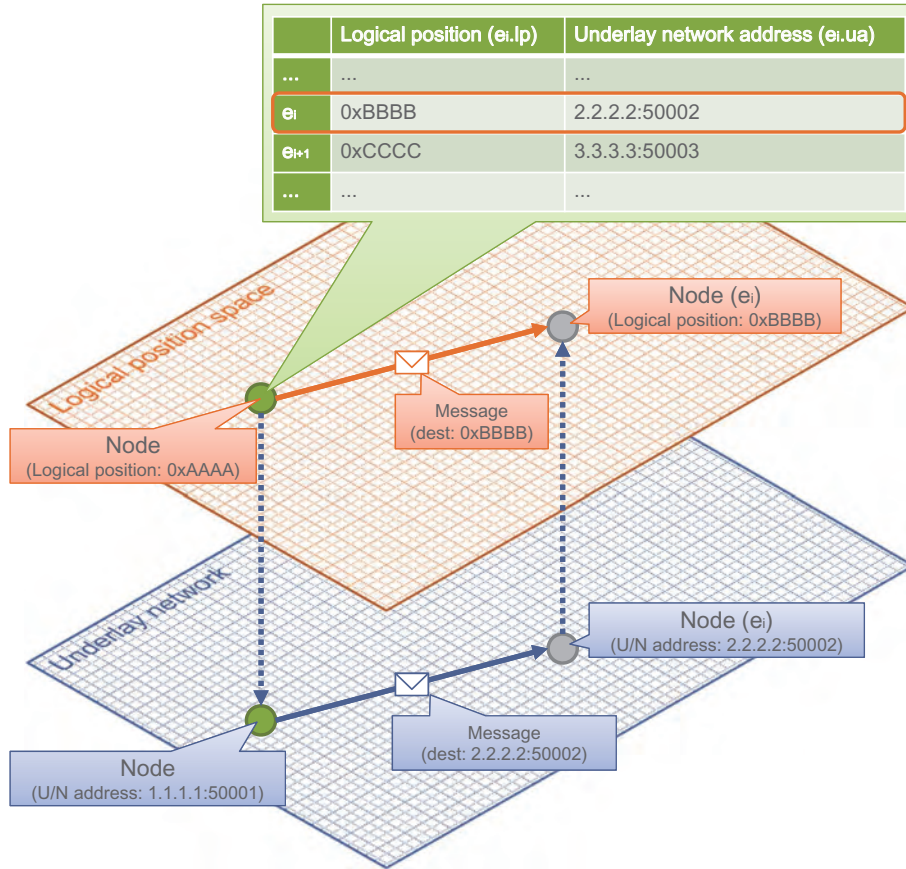 Logical position (ei.lp) Underlay network address (ei.ua)
... ... ...
ei 0xBBBB 2.2.2.2:50002
ei+1 0xCCCC 3.3.3.3:50003
... ... ...
Logical position space
Node (ei)
(Logical position: 0xBBBB)
Message
(dest: 0xBBBB)
Node
(Logical position: 0xAAAA)
Underlay network
Node (ei)
(U/N address: 2.2.2.2:50002)
Message
(dest: 2.2.2.2:50002)
Node
(U/N address: 1.1.1.1:50001)